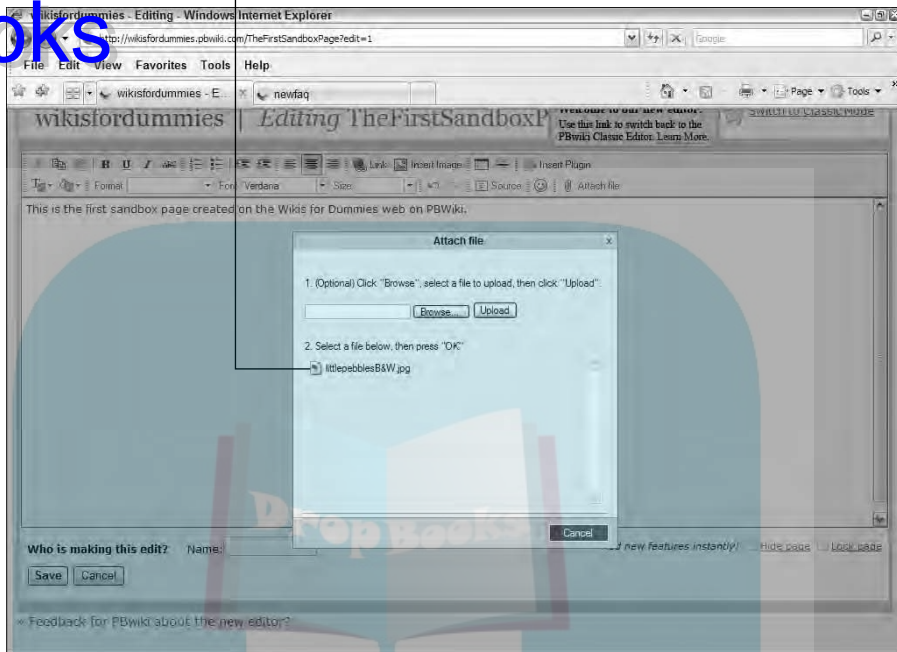 wikisfordummies - Editing - Windows Internet Explorer
oks
http://wikisfordummies.pbwiki.com/TheFirstSandboxPage?edit=1
Google
File Edit View Favorites Tools Help
wikisfordummies - E... newfaq
Page Tools
wikisfordummies | Editing TheFirstSandboxP
Welcome to our new editor.
Use this link to switch back to the
PBwiki Classic Editor. Learn More.
Switch to Classic Mode
B U I abc Link Insert Image Insert Plugin
Format Font Verdana Size Source Attach file
This is the first sandbox page created on the Wikis for Dummies web on PBWiki.
Attach file x
1. (Optional) Click "Browse", select a file to upload, then click "Upload".
Browse... Upload
2. Select a file below, then press "OK"
littlepebblesB&W.jpg
Drop Books
Cancel
Who is making this edit? Name:
new features instantly! Hide page Lock page
Save Cancel
» Feedback for PBwiki about the new editor?